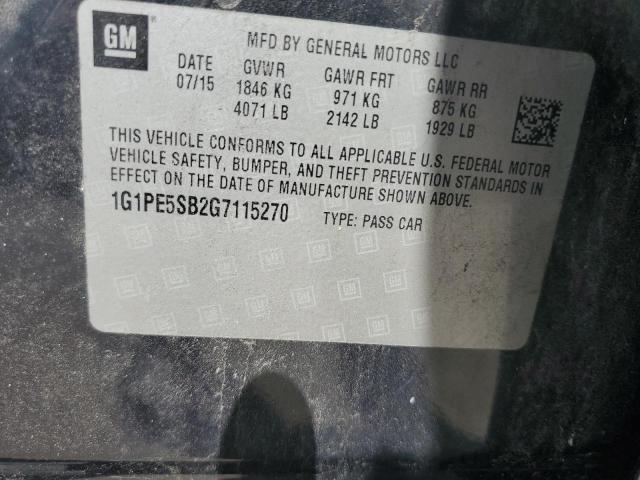 GM
MFD BY GENERAL MOTORS LLC
DATE GVWR GAWR FRT GAWR RR
07/15 1846 KG 971 KG 875 KG
4071 LB 2142 LB 1929 LB
THIS VEHICLE CONFORMS TO ALL APPLICABLE U.S. FEDERAL MOTOR
VEHICLE SAFETY, BUMPER, AND THEFT PREVENTION STANDARDS IN
EFFECT ON THE DATE OF MANUFACTURE SHOWN ABOVE.
1G1PE5SB2G7115270 TYPE: PASS CAR